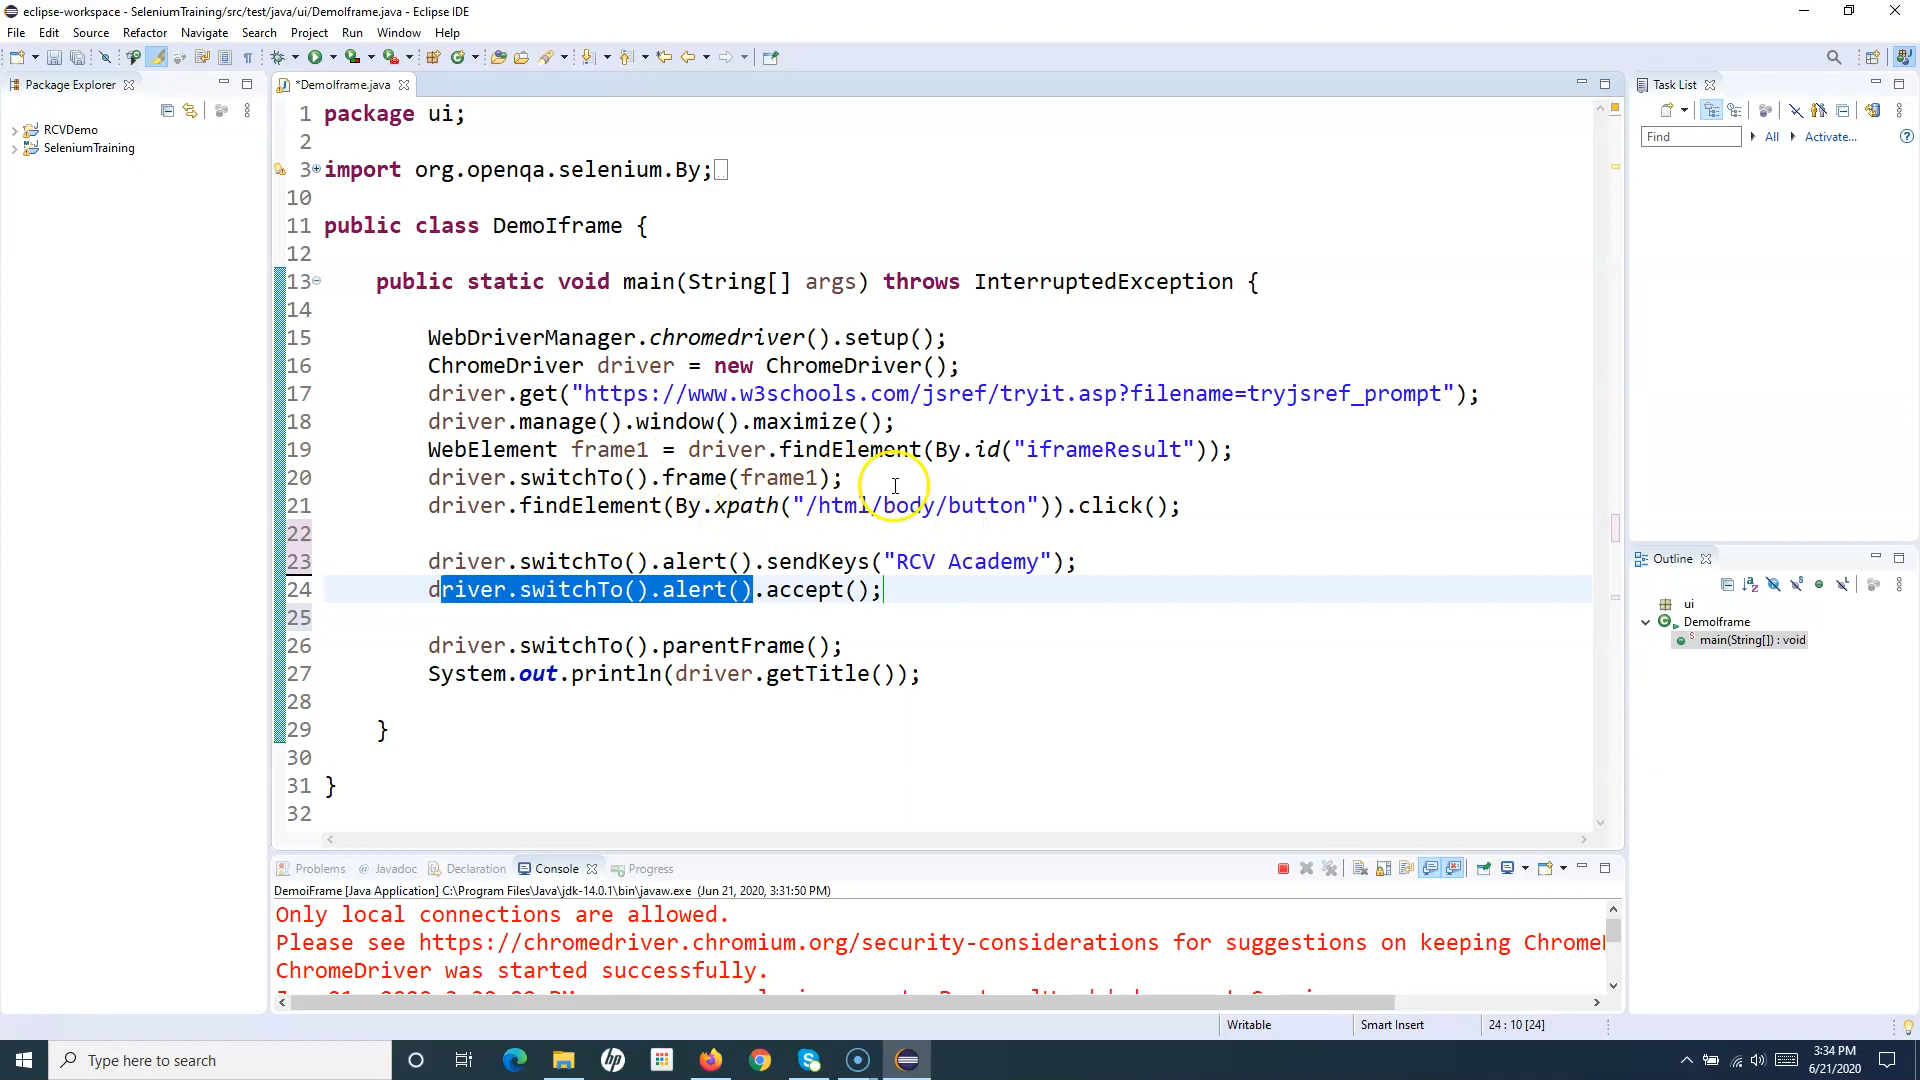 eclipse-workspace - SeleniumTraining/src/test/java/ui/DemoIframe.java - Eclipse IDE
File Edit Source Refactor Navigate Search Project Run Window Help
Package Explorer
RCVDemo
SeleniumTraining
*DemoIframe.java
1 package ui;
2
3 import org.openqa.selenium.By;
10
11 public class DemoIframe {
12
13 public static void main(String[] args) throws InterruptedException {
14
15 WebDriverManager.chromedriver().setup();
16 ChromeDriver driver = new ChromeDriver();
17 driver.get("https://www.w3schools.com/jsref/tryit.asp?filename=tryjsref_prompt");
18 driver.manage().window().maximize();
19 WebElement frame1 = driver.findElement(By.id("iframeResult"));
20 driver.switchTo().frame(frame1);
21 driver.findElement(By.xpath("/html/body/button")).click();
22
23 driver.switchTo().alert().sendKeys("RCV Academy");
24 driver.switchTo().alert().accept();
25
26 driver.switchTo().parentFrame();
27 System.out.println(driver.getTitle());
28
29 }
30
31 }
32
Task List
Find All Activate...
Outline
ui
DemoIframe
main(String[]) : void
Problems Javadoc Declaration Console Progress
DemoiFrame [Java Application] C:\Program Files\Java\jdk-14.0.1\bin\javaw.exe (Jun 21, 2020, 3:31:50 PM)
Only local connections are allowed.
Please see https://chromedriver.chromium.org/security-considerations for suggestions on keeping Chrome
ChromeDriver was started successfully.
Writable Smart Insert 24 : 10 [24]
Type here to search
3:34 PM
6/21/2020